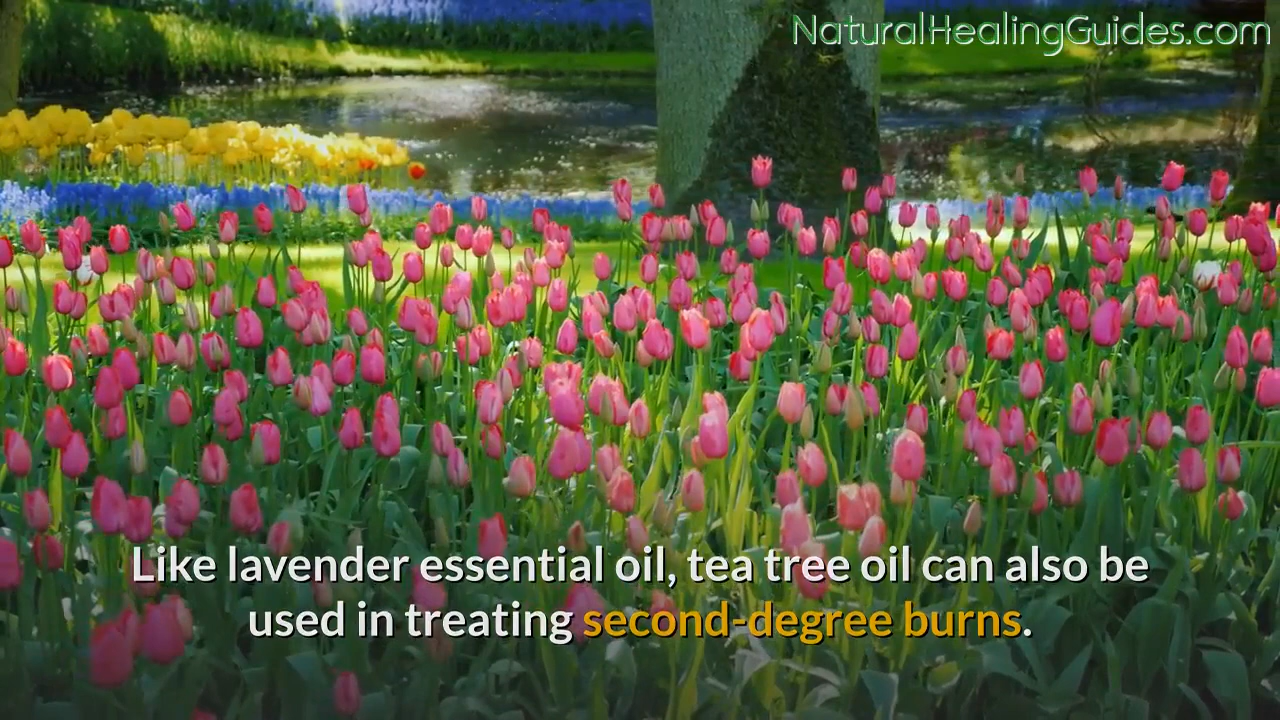 NaturalHealingGuides.com
Like lavender essential oil, tea tree oil can also be
used in treating second-degree burns.